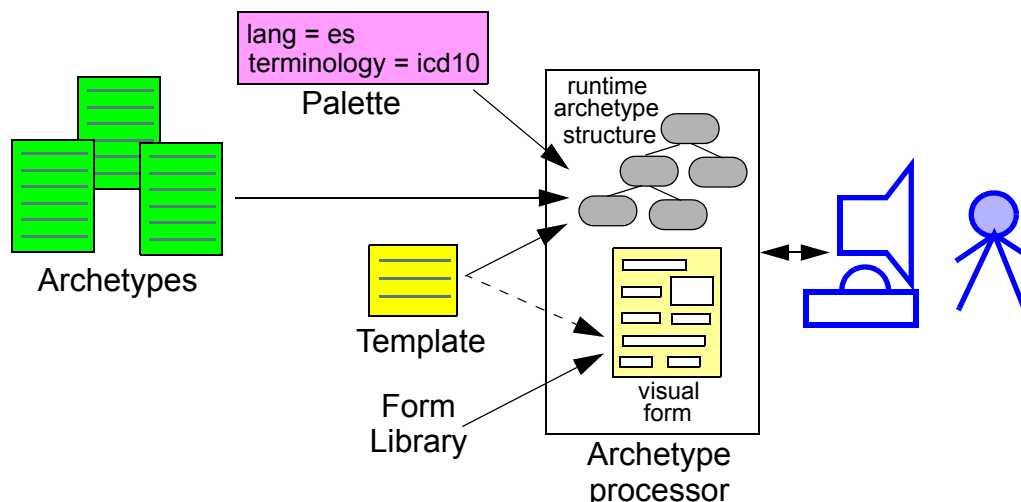 lang = es
terminology = icd10
Palette
runtime
archetype
structure
Archetypes
Template
Form
Library
visual
form
Archetype
processor